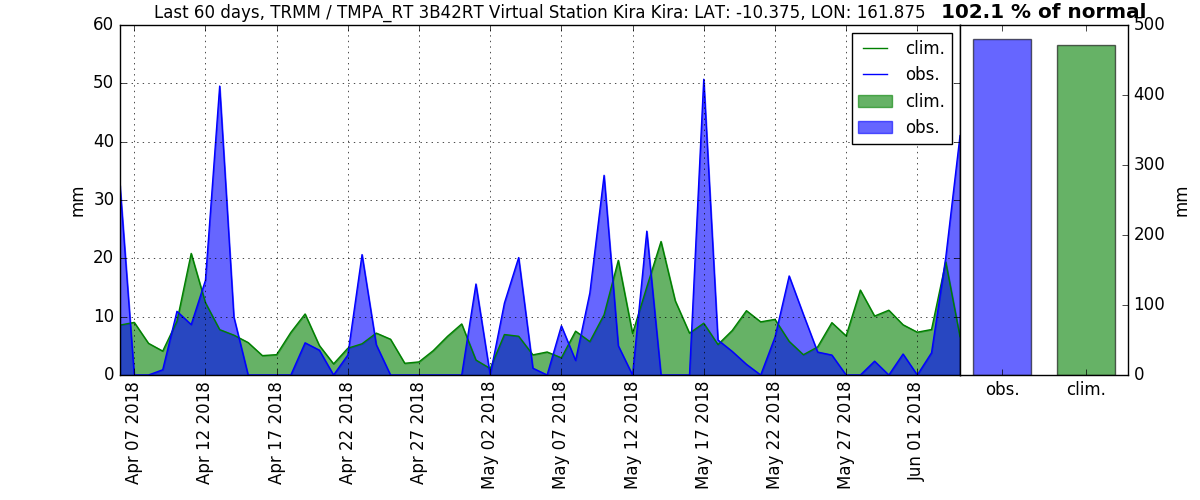 Last 60 days, TRMM / TMPA_RT 3B42RT Virtual Station Kira Kira: LAT: -10.375, LON: 161.875
102.1 % of normal
60
50
40
30
20
10
0
mm
clim.
obs.
clim.
obs.
500
400
300
200
100
0
mm
Apr 07 2018
Apr 12 2018
Apr 17 2018
Apr 22 2018
Apr 27 2018
May 02 2018
May 07 2018
May 12 2018
May 17 2018
May 22 2018
May 27 2018
Jun 01 2018
obs.
clim.